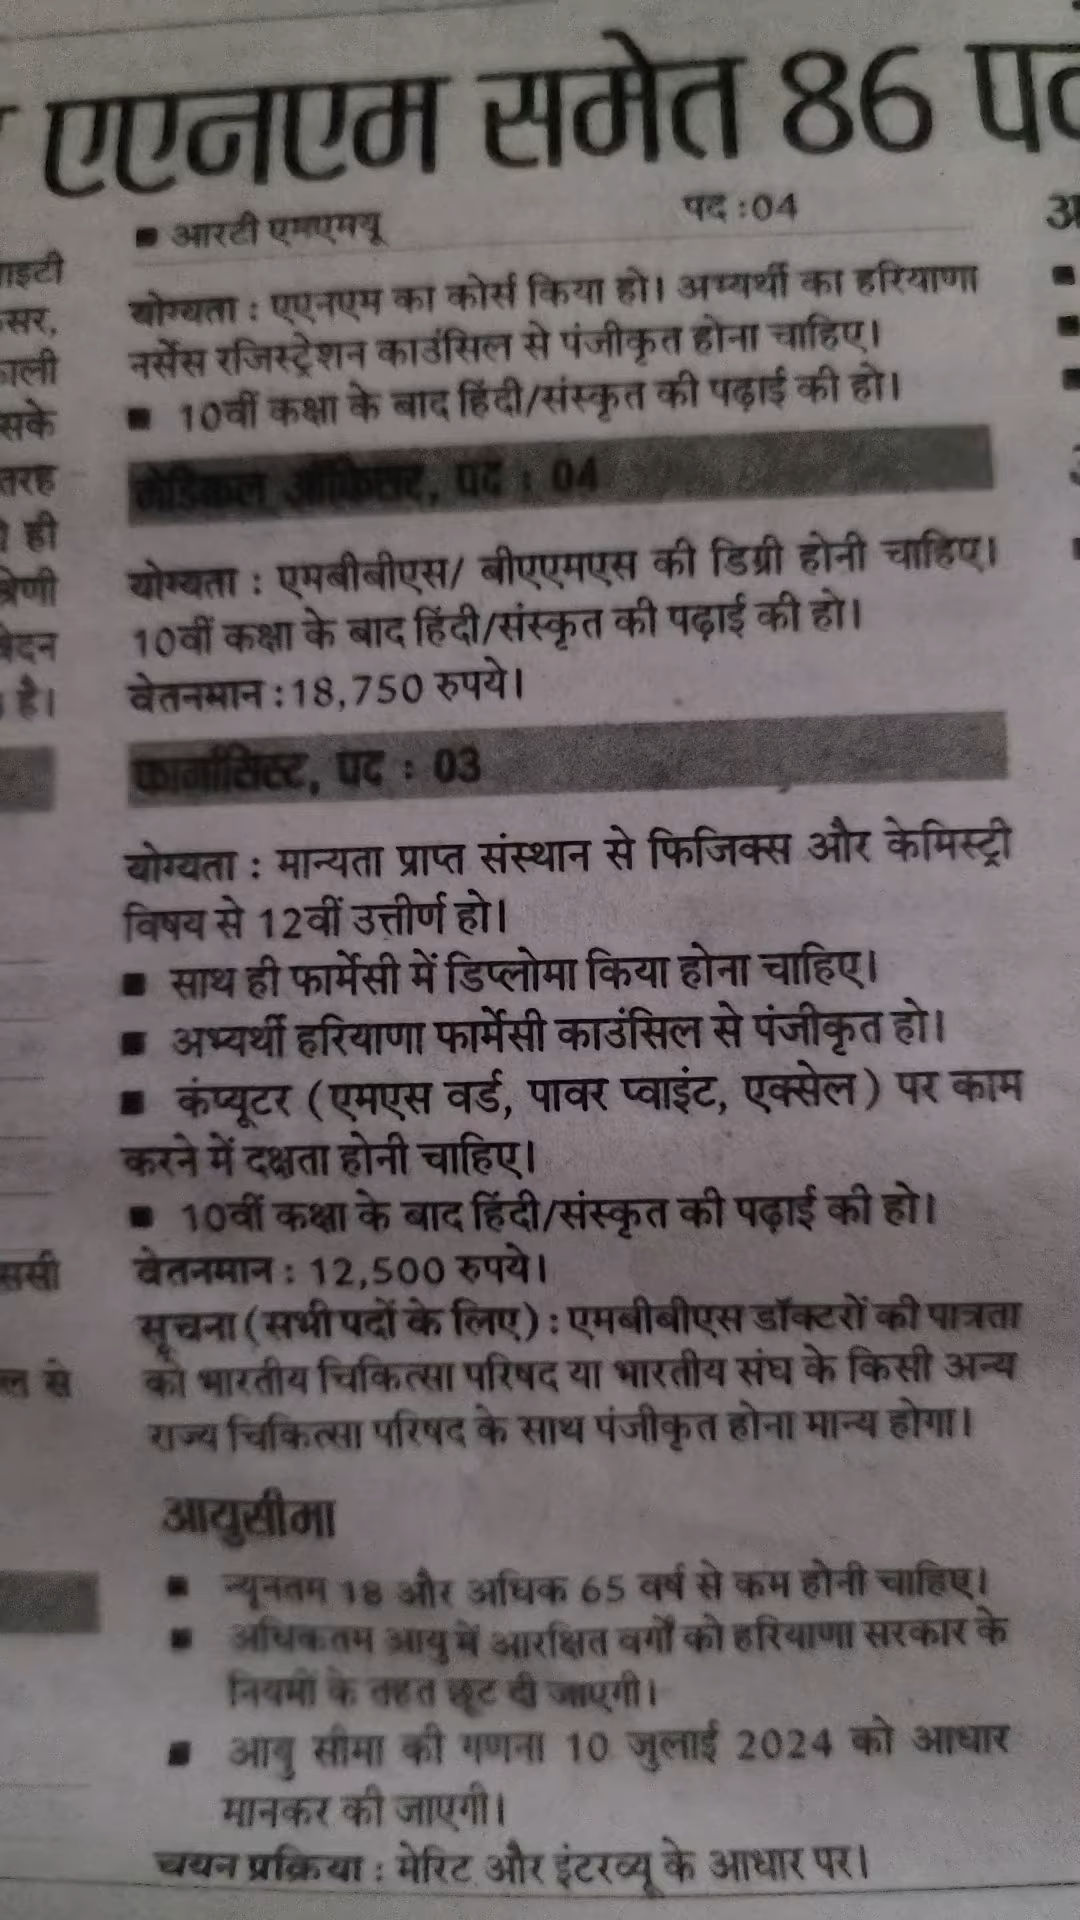 एएनएम समेत 86
■ आरटी एमएमयू पद :04
योग्यता : एएनएम का कोर्स किया हो। अभ्यर्थी का हरियाणा
नर्सेस रजिस्ट्रेशन काउंसिल से पंजीकृत होना चाहिए।
■ 10वीं कक्षा के बाद हिंदी/संस्कृत की पढ़ाई की हो।
मेडिकल ऑफिसर, पद : 04
योग्यता : एमबीबीएस/ बीएएमएस की डिग्री होनी चाहिए।
10वीं कक्षा के बाद हिंदी/संस्कृत की पढ़ाई की हो।
वेतनमान :18,750 रुपये।
फार्मासिस्ट, पद : 03
योग्यता : मान्यता प्राप्त संस्थान से फिजिक्स और केमिस्ट्री
विषय से 12वीं उत्तीर्ण हो।
■ साथ ही फार्मेसी में डिप्लोमा किया होना चाहिए।
■ अभ्यर्थी हरियाणा फार्मेसी काउंसिल से पंजीकृत हो।
■ कंप्यूटर (एमएस वर्ड, पावर प्वाइंट, एक्सेल) पर काम
करने में दक्षता होनी चाहिए।
■ 10वीं कक्षा के बाद हिंदी/संस्कृत की पढ़ाई की हो।
वेतनमान : 12,500 रुपये।
सूचना (सभी पदों के लिए) : एमबीबीएस डॉक्टरों की पात्रता
को भारतीय चिकित्सा परिषद या भारतीय संघ के किसी अन्य
राज्य चिकित्सा परिषद के साथ पंजीकृत होना मान्य होगा।
आयुसीमा
■ न्यूनतम 18 और अधिक 65 वर्ष से कम होनी चाहिए।
■ अधिकतम आयु में आरक्षित वर्गों को हरियाणा सरकार के
नियमों के तहत छूट दी जाएगी।
■ आयु सीमा की गणना 10 जुलाई 2024 को आधार
मानकर की जाएगी।
चयन प्रक्रिया : मेरिट और इंटरव्यू के आधार पर।
ही
है।
ल से